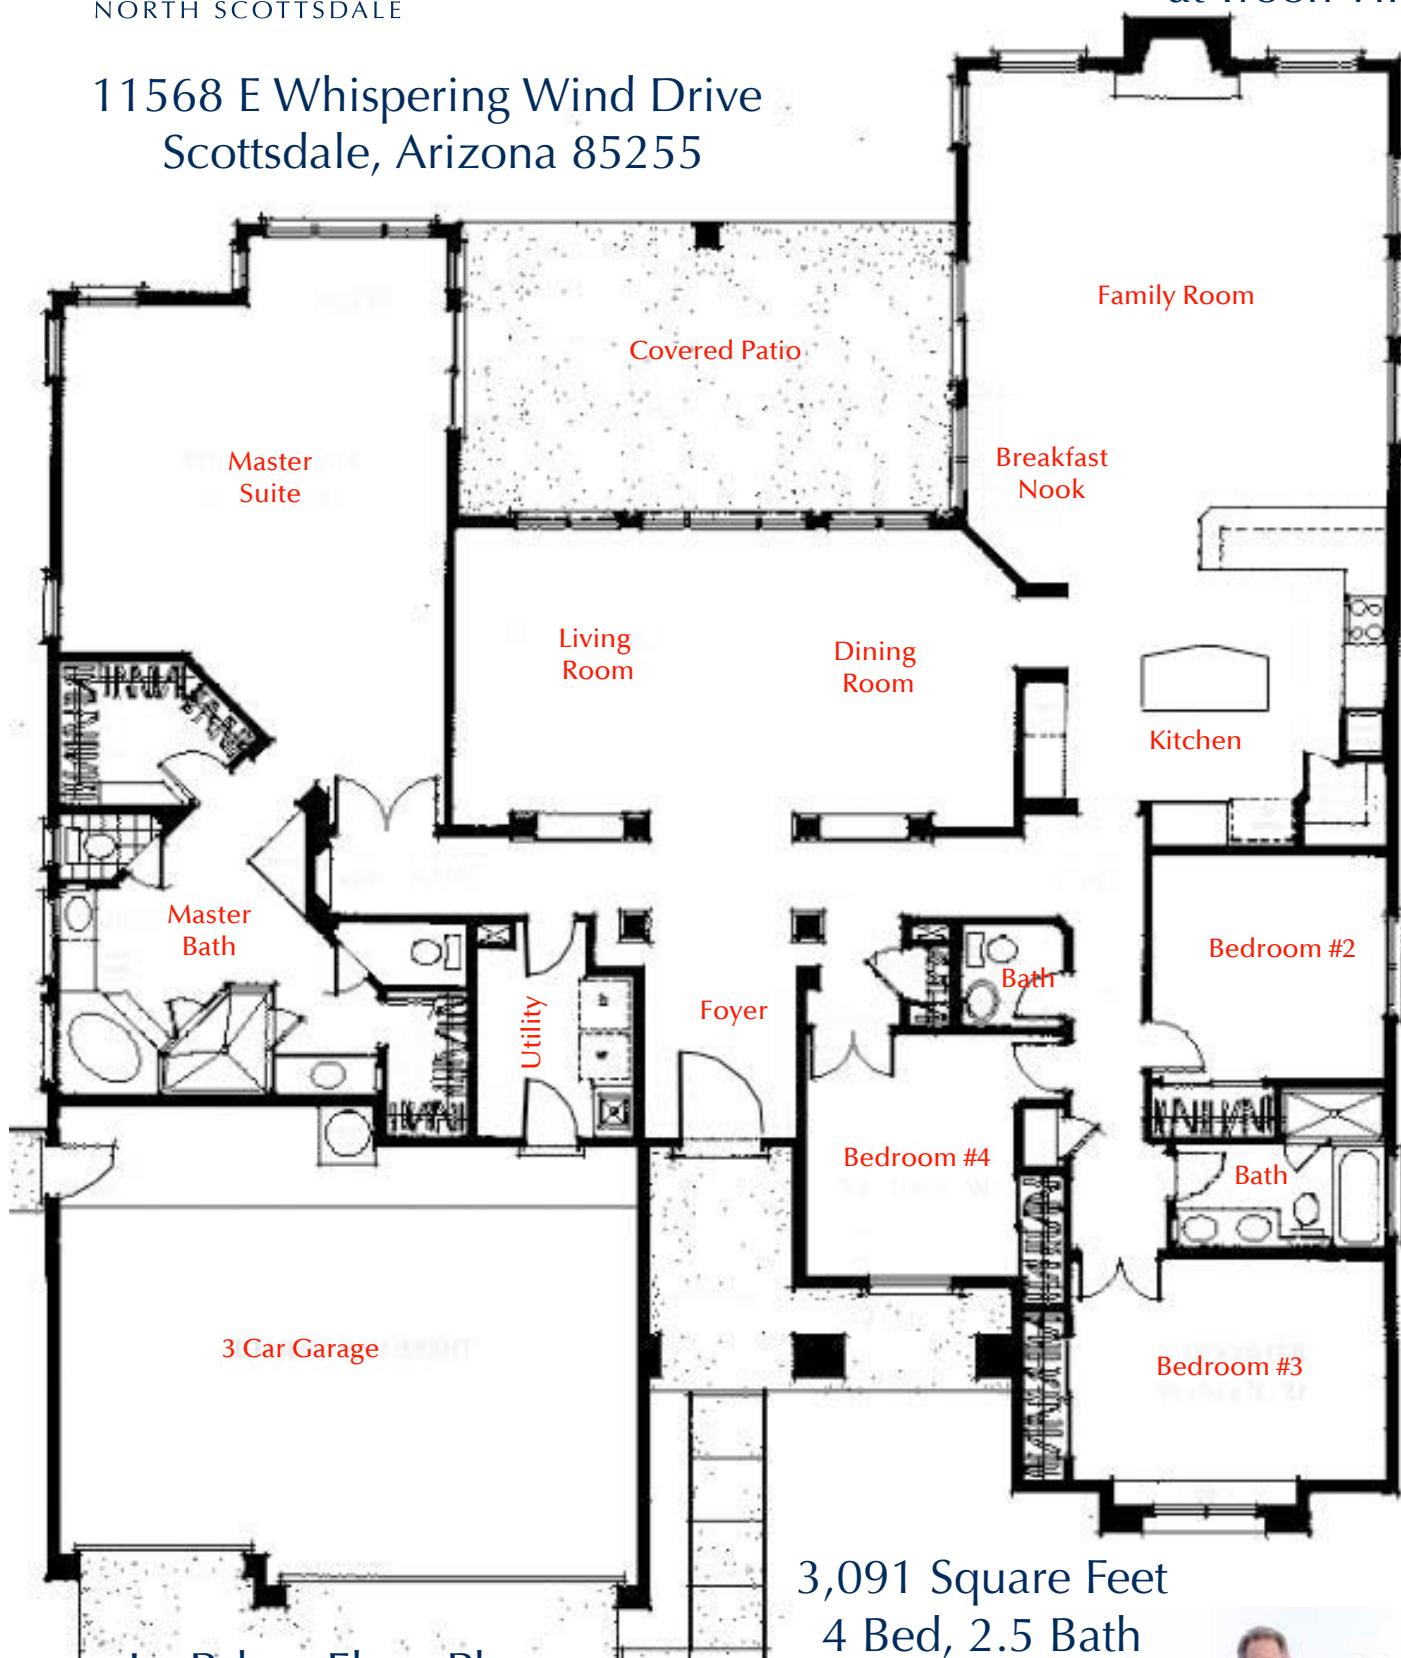 NORTH SCOTTSDALE
11568 E Whispering Wind Drive
Scottsdale, Arizona 85255
Family Room
Covered Patio
Master
Suite
Breakfast
Nook
Living
Room
Dining
Room
Kitchen
Master
Bath
Bedroom #2
Bath
Foyer
Utility
Bedroom #4
Bath
3 Car Garage
Bedroom #3
3,091 Square Feet
4 Bed, 2.5 Bath